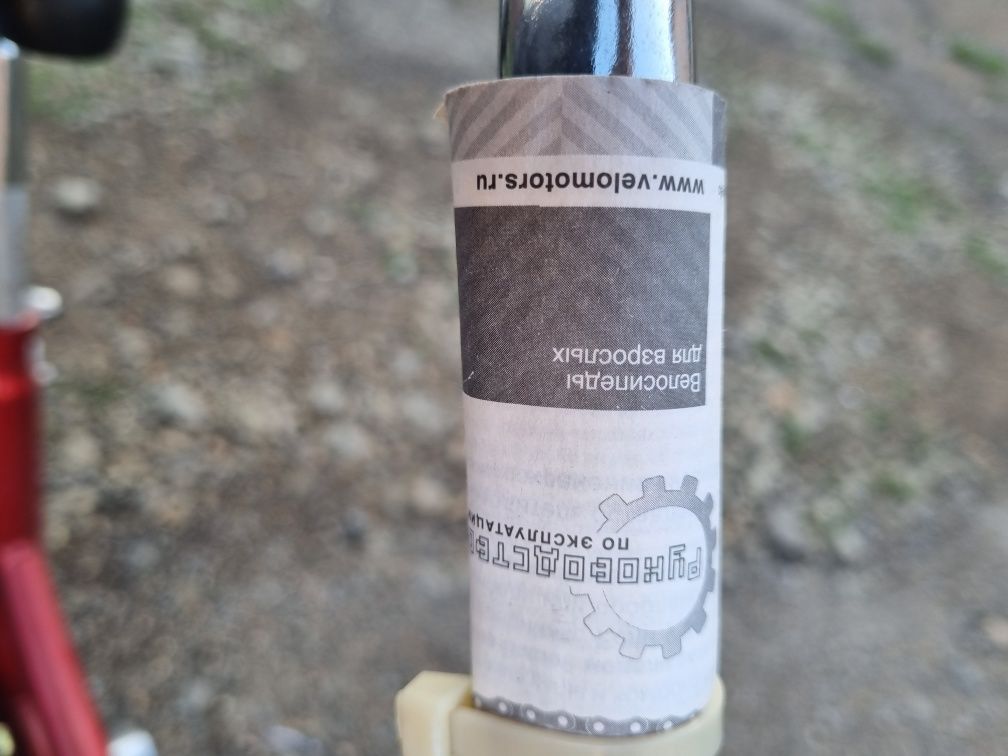 РУКОВОДСТВО
ПО ЭКСПЛУАТАЦИИ
Велосипеды
для взрослых
www.velomotors.ru